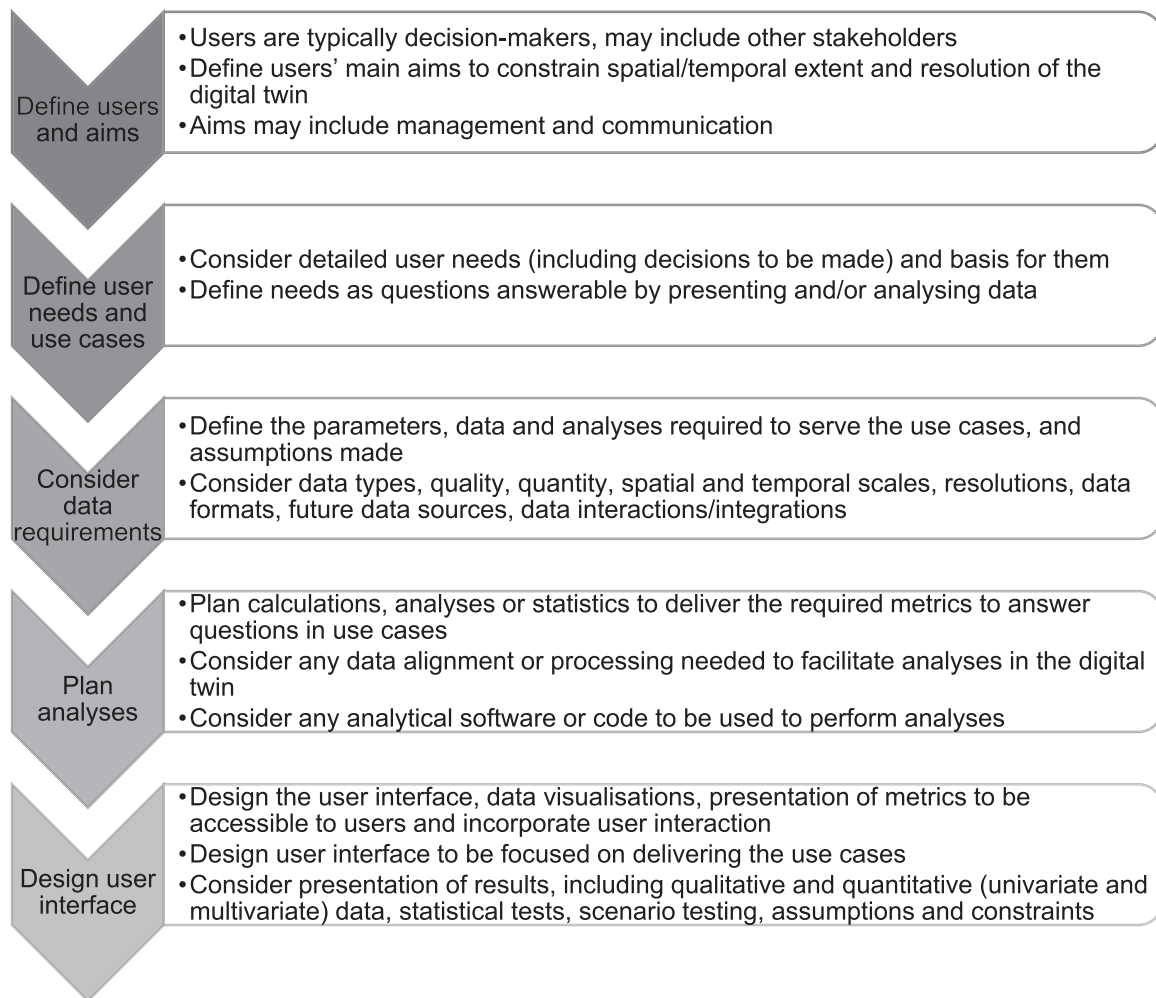 Define users
and aims
•Users are typically decision-makers, may include other stakeholders
•Define users’ main aims to constrain spatial/temporal extent and resolution of the
digital twin
•Aims may include management and communication
Define user
needs and
use cases
•Consider detailed user needs (including decisions to be made) and basis for them
•Define needs as questions answerable by presenting and/or analysing data
Consider
data
requirements
•Define the parameters, data and analyses required to serve the use cases, and
assumptions made
•Consider data types, quality, quantity, spatial and temporal scales, resolutions, data
formats, future data sources, data interactions/integrations
Plan
analyses
•Plan calculations, analyses or statistics to deliver the required metrics to answer
questions in use cases
•Consider any data alignment or processing needed to facilitate analyses in the digital
twin
•Consider any analytical software or code to be used to perform analyses
Design user
interface
•Design the user interface, data visualisations, presentation of metrics to be
accessible to users and incorporate user interaction
•Design user interface to be focused on delivering the use cases
•Consider presentation of results, including qualitative and quantitative (univariate and
multivariate) data, statistical tests, scenario testing, assumptions and constraints